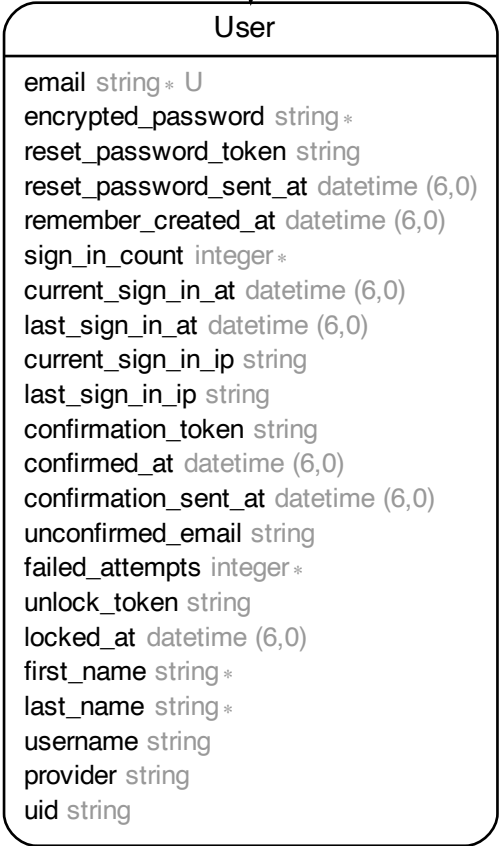 User
email string* U
encrypted_password string*
reset_password_token string
reset_password_sent_at datetime (6,0)
remember_created_at datetime (6,0)
sign_in_count integer*
current_sign_in_at datetime (6,0)
last_sign_in_at datetime (6,0)
current_sign_in_ip string
last_sign_in_ip string
confirmation_token string
confirmed_at datetime (6,0)
confirmation_sent_at datetime (6,0)
unconfirmed_email string
failed_attempts integer*
unlock_token string
locked_at datetime (6,0)
first_name string*
last_name string*
username string
provider string
uid string